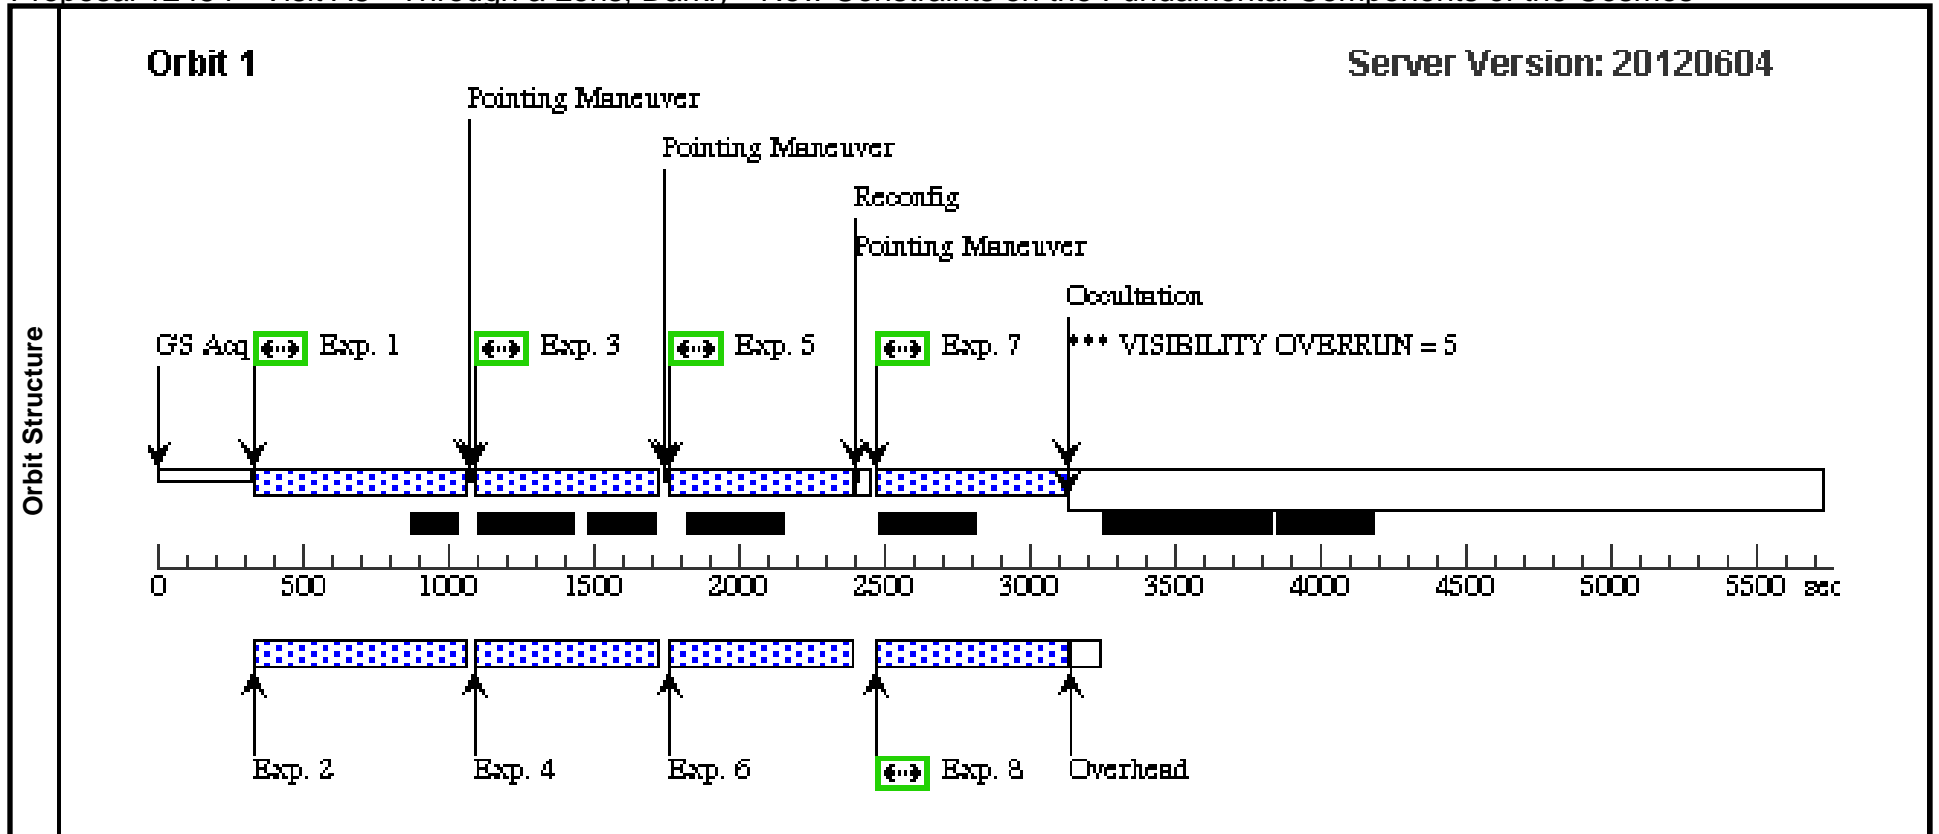 Orbit 1
Server Version: 20120604
Pointing Maneuver
Pointing Maneuver
Reconfig
Pointing Maneuver
Occultation
GS Acq Exp. 1 Exp. 3 Exp. 5 Exp. 7 *** VISIBILITY OVERRUN = 5
Orbit Structure
0 500 1000 1500 2000 2500 3000 3500 4000 4500 5000 5500 sec
Exp. 2 Exp. 4 Exp. 6 Exp. 8 Overhead